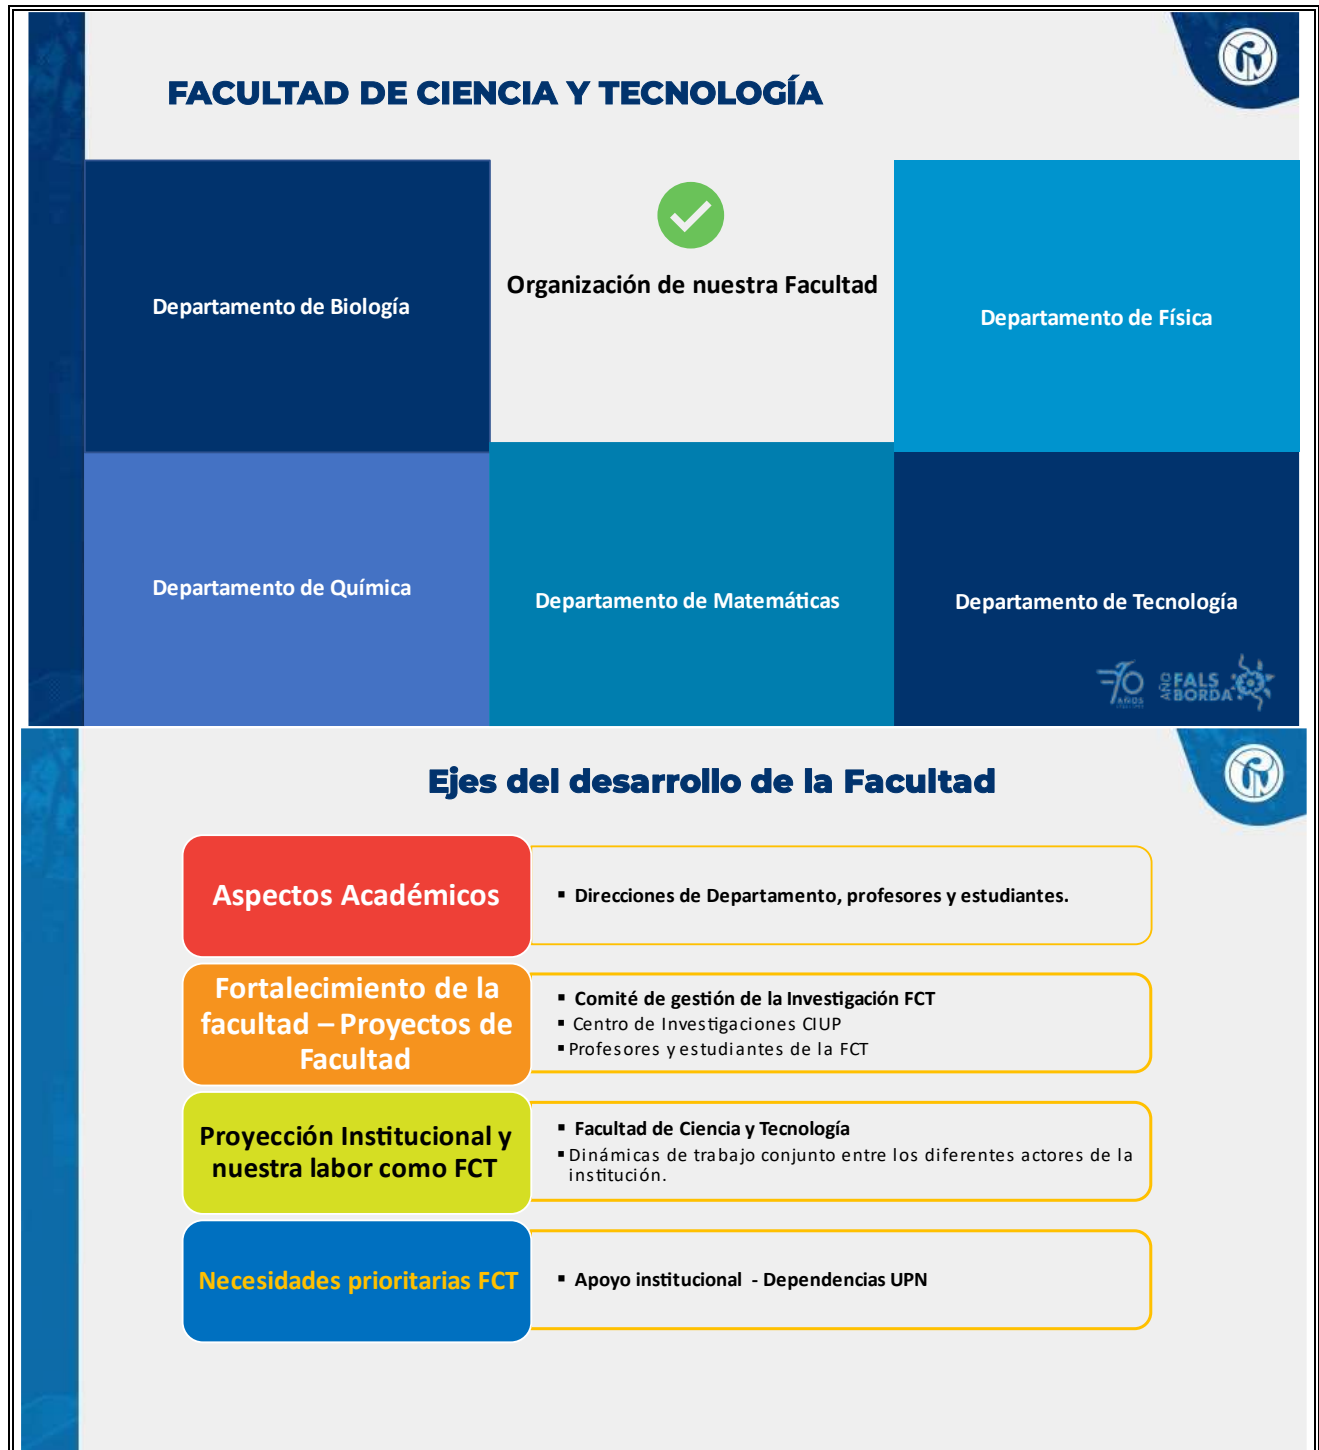 FACULTAD DE CIENCIA Y TECNOLOGÍA
Departamento de Biología
Organización de nuestra Facultad
Departamento de Física
Departamento de Química
Departamento de Matemáticas
Departamento de Tecnología
70
AÑOS
AÑO
FALS
BORDA
Ejes del desarrollo de la Facultad
Aspectos Académicos
▪ Direcciones de Departamento, profesores y estudiantes.
Fortalecimiento de la
facultad – Proyectos de
Facultad
▪ Comité de gestión de la Investigación FCT
▪ Centro de Investigaciones CIUP
▪ Profesores y estudiantes de la FCT
Proyección Institucional y
nuestra labor como FCT
▪ Facultad de Ciencia y Tecnología
▪ Dinámicas de trabajo conjunto entre los diferentes actores de la
institución.
Necesidades prioritarias FCT
▪ Apoyo institucional - Dependencias UPN